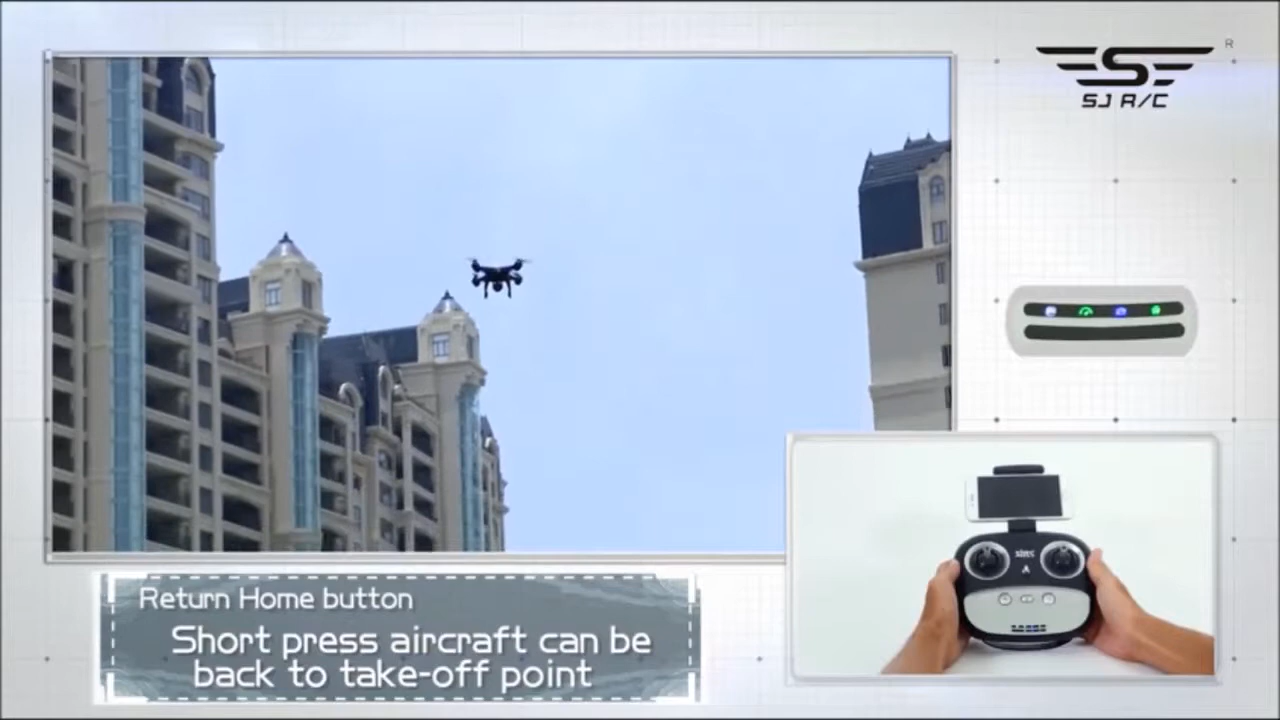 R
SJ R/C
Return Home button
Short press aircraft can be
back to take-off point